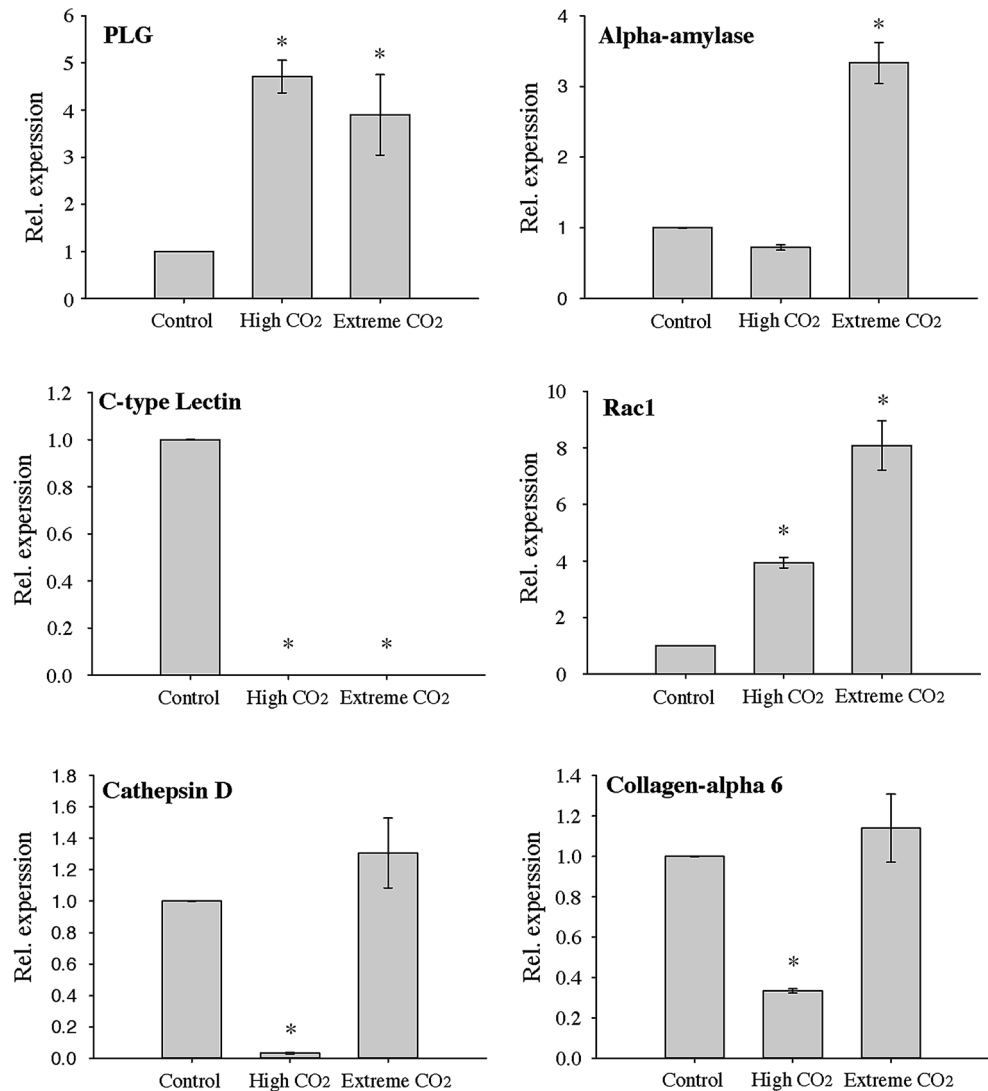 PLG
Rel. experssion
6
5
4
3
2
1
0
Control High CO2 Extreme CO2
Alpha-amylase
Rel. experssion
4
3
2
1
0
Control High CO2 Extreme CO2
C-type Lectin
Rel. experssion
1.2
1.0
0.8
0.6
0.4
0.2
0.0
* *
Control High CO2 Extreme CO2
Rac1
Rel. experssion
10
8
6
4
2
0
Control High CO2 Extreme CO2
Cathepsin D
Rel. experssion
1.8
1.6
1.4
1.2
1.0
0.8
0.6
0.4
0.2
0.0
Control High CO2 Extreme CO2
Collagen-alpha 6
Rel. experssion
1.4
1.2
1.0
0.8
0.6
0.4
0.2
0.0
Control High CO2 Extreme CO2